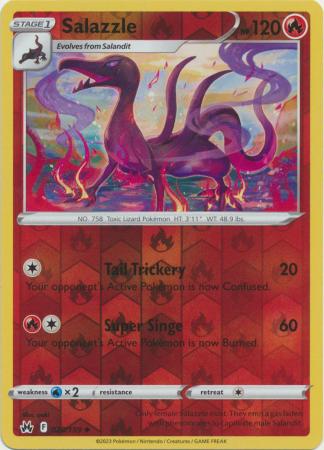 STAGE 1
Salazzle
HP 120
Evolves from Salandit
NO. 758 Toxic Lizard Pokémon HT: 3'11" WT: 48.9 lbs.
Tail Trickery 20
Your opponent's Active Pokémon is now Confused.
Super Singe 60
Your opponent's Active Pokémon is now Burned.
weakness ×2 resistance retreat
Only female Salazzle exist. They emit a gas laden
with pheromones to captivate male Salandit.
Illus.
F /159
©2023 Pokémon / Nintendo / Creatures / GAME FREAK